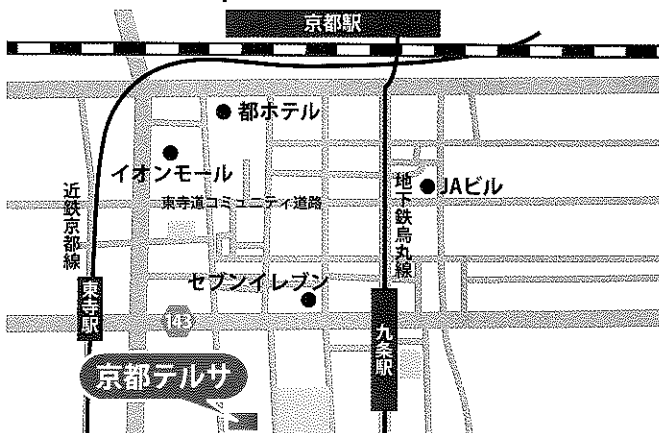 京都駅
都ホテル
イオンモール
JAビル
東寺道コミュニティ道路
近鉄京都線
地下鉄烏丸線
セブンイレブン
東寺駅
143
九条駅
京都テルサ